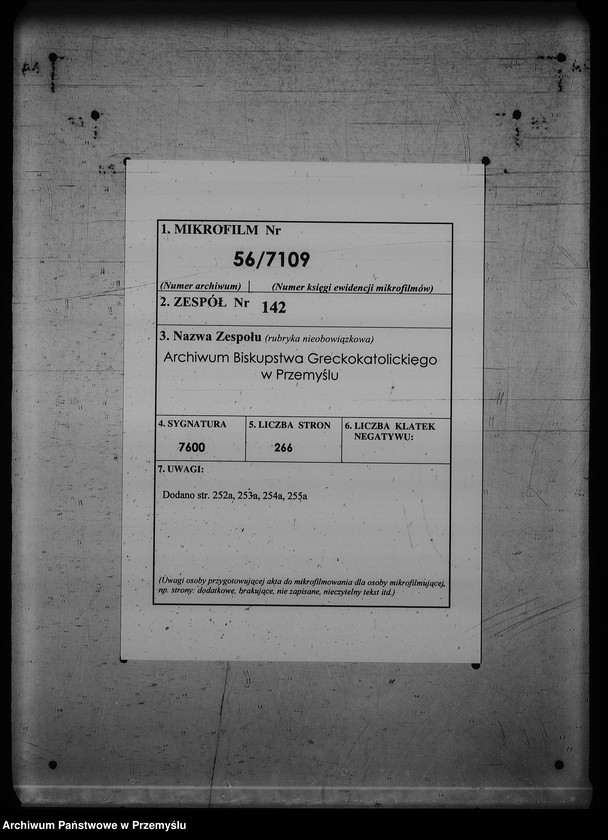 1. MIKROFILM Nr
56/7109
(Numer archiwum) | (Numer księgi ewidencji mikrofilmów)
2. ZESPÓŁ Nr 142
3. Nazwa Zespołu (rubryka nieobowiązkowa)
Archiwum Biskupstwa Greckokatolickiego
w Przemyślu
4. SYGNATURA
7600
5. LICZBA STRON
266
6. LICZBA KLATEK
NEGATYWU:
7. UWAGI:
Dodano str. 252a, 253a, 254a, 255a
(Uwagi osoby przygotowującej akta do mikrofilmowania dla osoby mikrofilmującej,
np. strony: dodatkowe, brakujące, nie zapisane, nieczytelny tekst itd.)
Archiwum Państwowe w Przemyślu